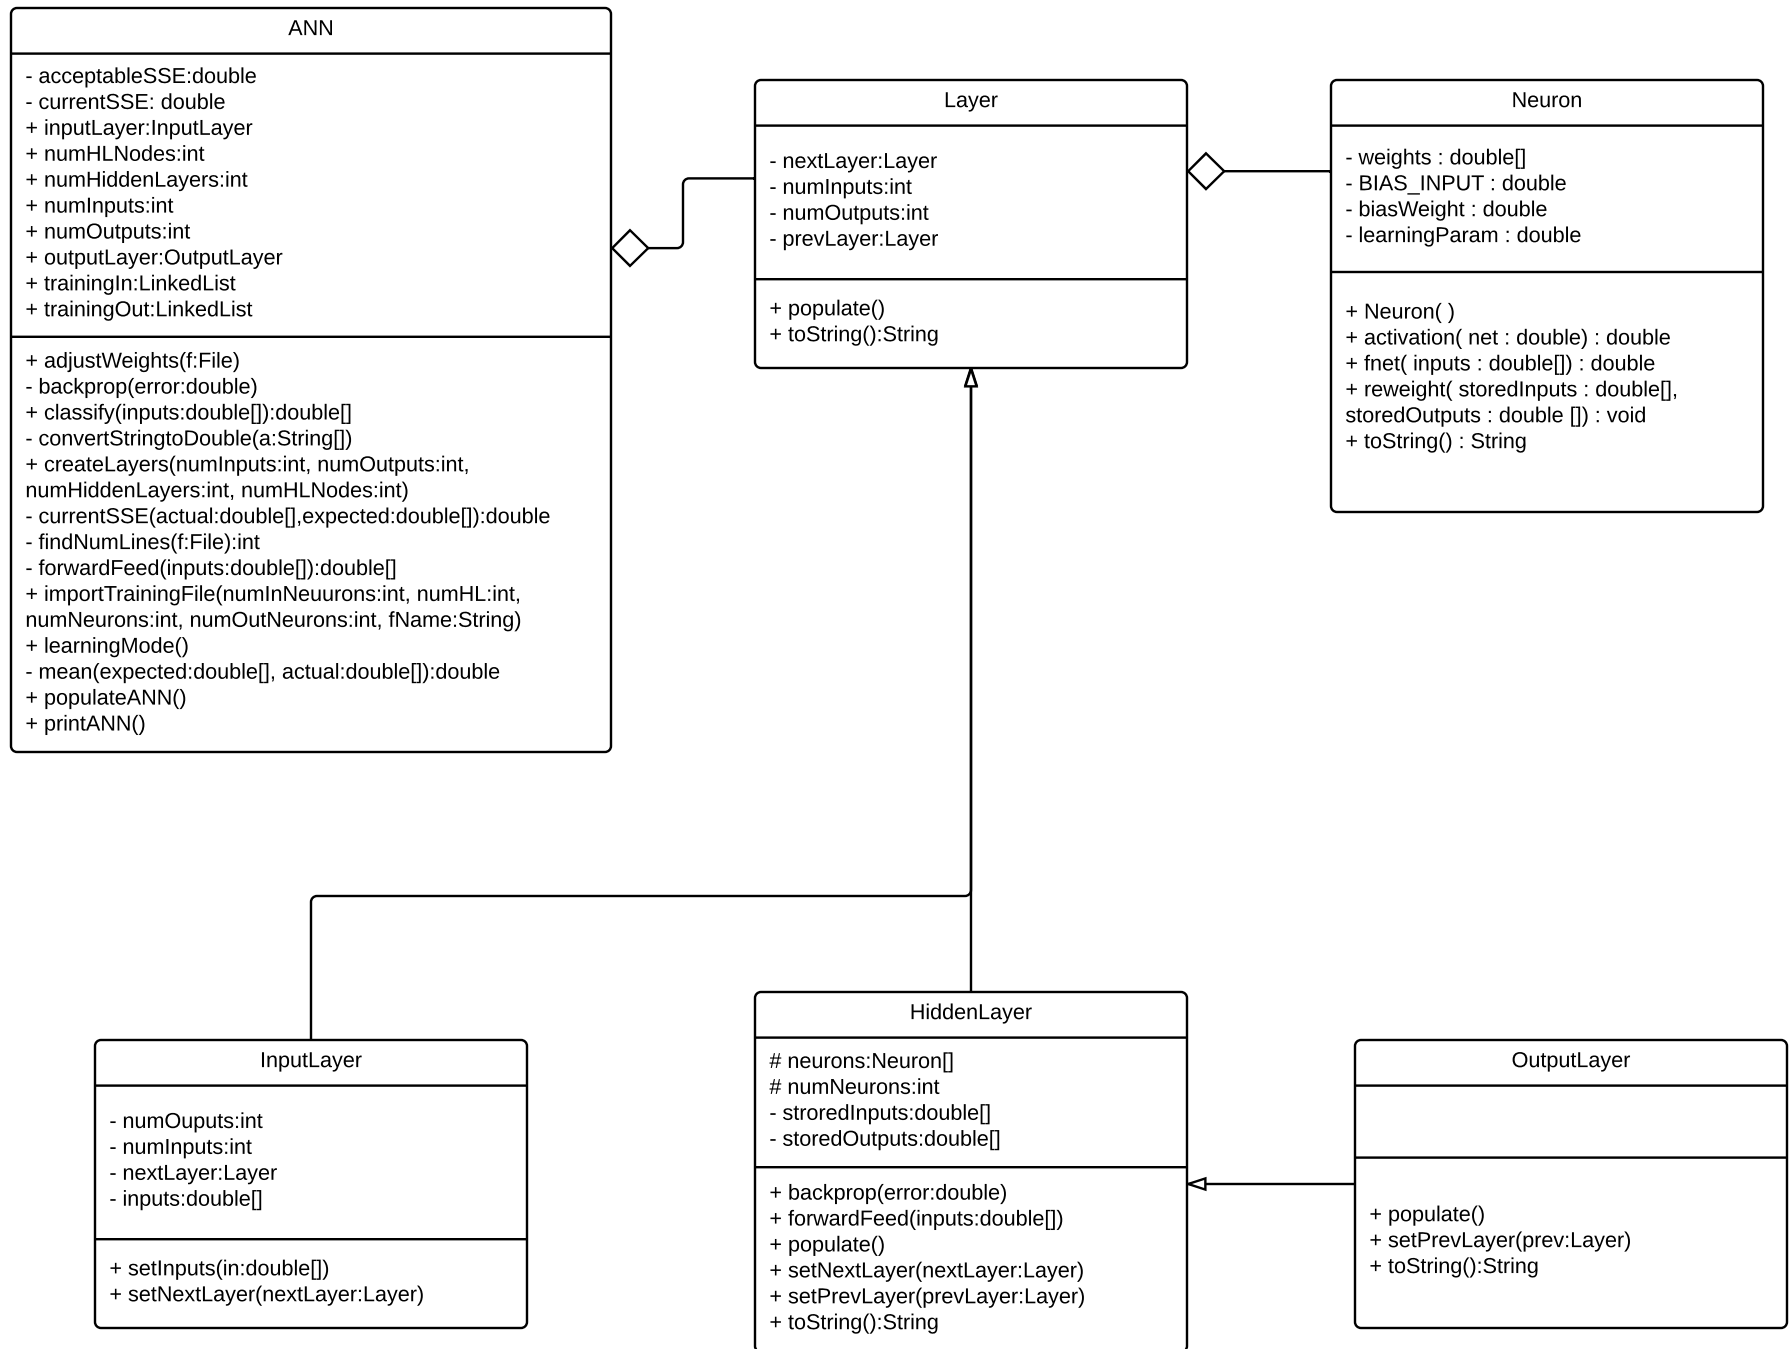 ANN
- acceptableSSE:double
- currentSSE: double
+ inputLayer:InputLayer
+ numHLNodes:int
+ numHiddenLayers:int
+ numInputs:int
+ numOutputs:int
+ outputLayer:OutputLayer
+ trainingIn:LinkedList
+ trainingOut:LinkedList
+ adjustWeights(f:File)
- backprop(error:double)
+ classify(inputs:double[]):double[]
- convertStringtoDouble(a:String[])
+ createLayers(numInputs:int, numOutputs:int,
numHiddenLayers:int, numHLNodes:int)
- currentSSE(actual:double[],expected:double[]):double
- findNumLines(f:File):int
- forwardFeed(inputs:double[]):double[]
+ importTrainingFile(numInNeuurons:int, numHL:int,
numNeurons:int, numOutNeurons:int, fName:String)
+ learningMode()
- mean(expected:double[], actual:double[]):double
+ populateANN()
+ printANN()
Layer
- nextLayer:Layer
- numInputs:int
- numOutputs:int
- prevLayer:Layer
+ populate()
+ toString():String
Neuron
- weights : double[]
- BIAS_INPUT : double
- biasWeight : double
- learningParam : double
+ Neuron( )
+ activation( net : double) : double
+ fnet( inputs : double[]) : double
+ reweight( storedInputs : double[],
storedOutputs : double []) : void
+ toString() : String
InputLayer
- numOuputs:int
- numInputs:int
- nextLayer:Layer
- inputs:double[]
+ setInputs(in:double[])
+ setNextLayer(nextLayer:Layer)
HiddenLayer
# neurons:Neuron[]
# numNeurons:int
- stroredInputs:double[]
- storedOutputs:double[]
+ backprop(error:double)
+ forwardFeed(inputs:double[])
+ populate()
+ setNextLayer(nextLayer:Layer)
+ setPrevLayer(prevLayer:Layer)
+ toString():String
OutputLayer
+ populate()
+ setPrevLayer(prev:Layer)
+ toString():String